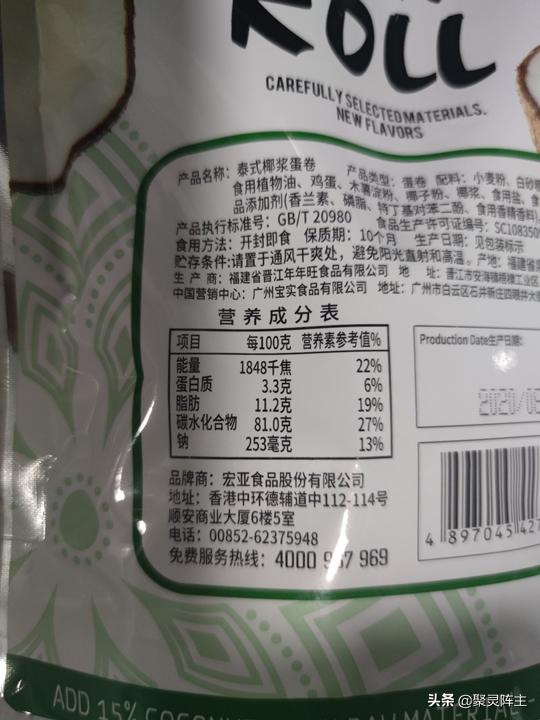 ROLL
CAREFULLY SELECTED MATERIALS.
NEW FLAVORS
产品名称：泰式椰浆蛋卷 产品类型：蛋卷 配料：小麦粉、白砂糖
食用植物油、鸡蛋、木薯淀粉、椰子粉、椰浆、食用盐、食
品添加剂(香兰素、磷脂、特丁基对苯二酚、食用香精香料)
产品执行标准号：GB/T 20980 食品生产许可证编号：SC1083505
食用方法：开封即食 保质期：10个月 生产日期：见包装标示
贮存条件:请置于通风干爽处，避免阳光直射和高温。产地：福建省
生 产 商：福建省晋江年年旺食品有限公司 地 址：晋江市安海镇
中国营销中心：广州宝实食品有限公司 地址：广州市白云区石井新庄四
营养成分表
项目 每100克 营养素参考值%
能量 1848千焦 22%
蛋白质 3.3克 6%
脂肪 11.2克 19%
碳水化合物 81.0克 27%
钠 253毫克 13%
Production Date生产日期:
2020/08
品牌商：宏亚食品股份有限公司
地址：香港中环德辅道中112-114号
顺安商业大厦6楼5室
电话：00852-62375948
免费服务热线：4000 967 969
4 897045 427
ADD 15% COCONUT
头条 @聚灵阵主